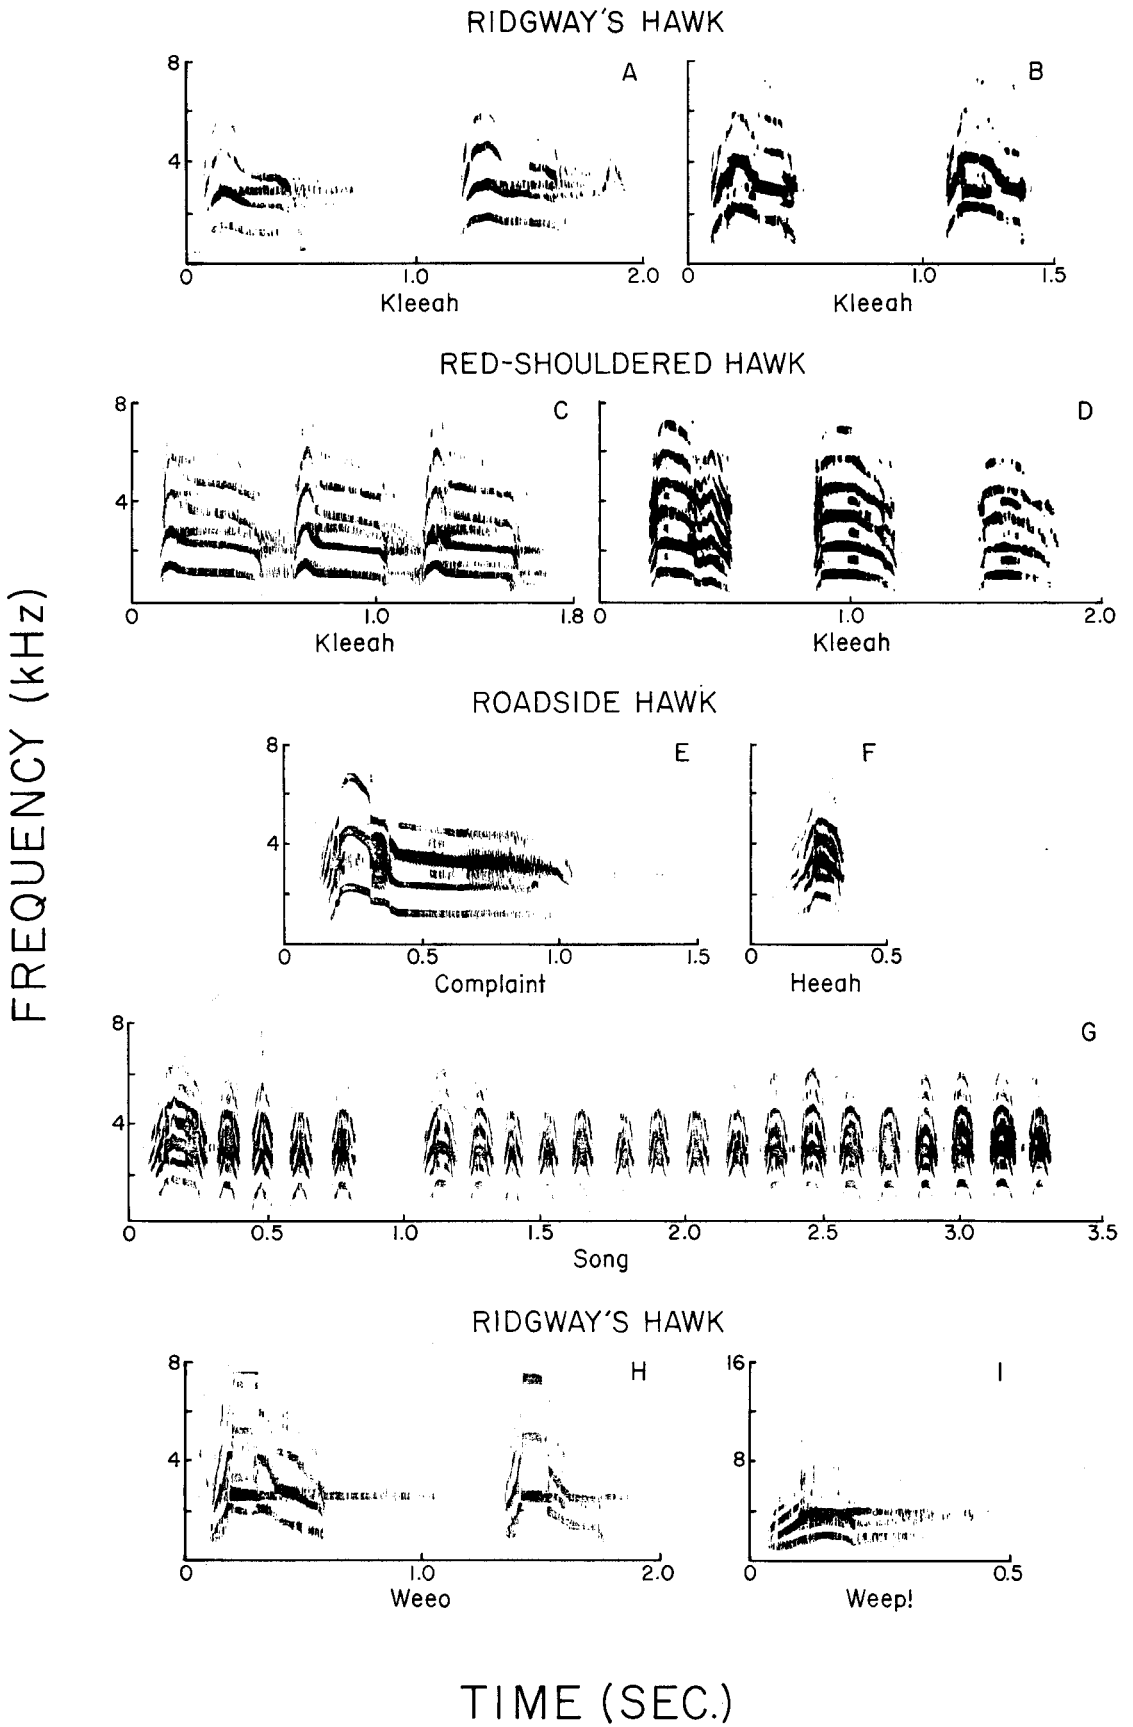 RIDGWAY'S HAWK
A
B
8
4
0 1.0 2.0
0 1.0 1.5
Kleeah
Kleeah
RED-SHOULDERED HAWK
C
D
8
4
0 1.0 1.8
0 1.0 2.0
Kleeah
Kleeah
ROADSIDE HAWK
E
F
8
4
0 0.5 1.0 1.5
0 0.5
Complaint
Heeah
G
8
4
0 0.5 1.0 1.5 2.0 2.5 3.0 3.5
Song
RIDGWAY'S HAWK
H
I
8
4
16
8
0 1.0 2.0
0 0.5
Weeo
Weep!
FREQUENCY (kHz)
TIME (SEC.)